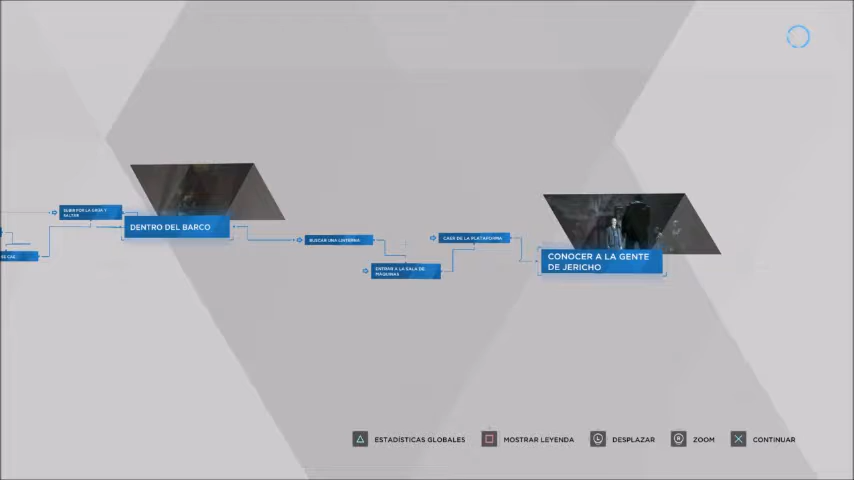 SUBIR POR LA GRÚA Y
SALTAR
DENTRO DEL BARCO
BUSCAR UNA LINTERNA
ENTRAR A LA SALA DE
MÁQUINAS
CAER DE LA PLATAFORMA
CONOCER A LA GENTE
DE JERICHO
ESTADÍSTICAS GLOBALES
MOSTRAR LEYENDA
DESPLAZAR
ZOOM
CONTINUAR